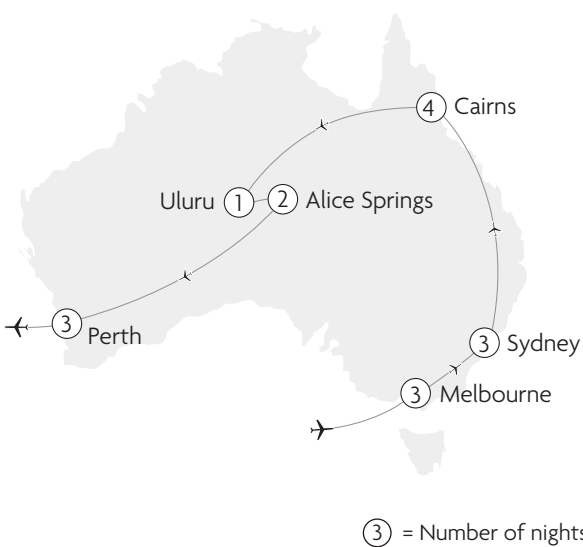 4 Cairns
Uluru 1 2 Alice Springs
3 Perth
3 Sydney
3 Melbourne
3 = Number of nights